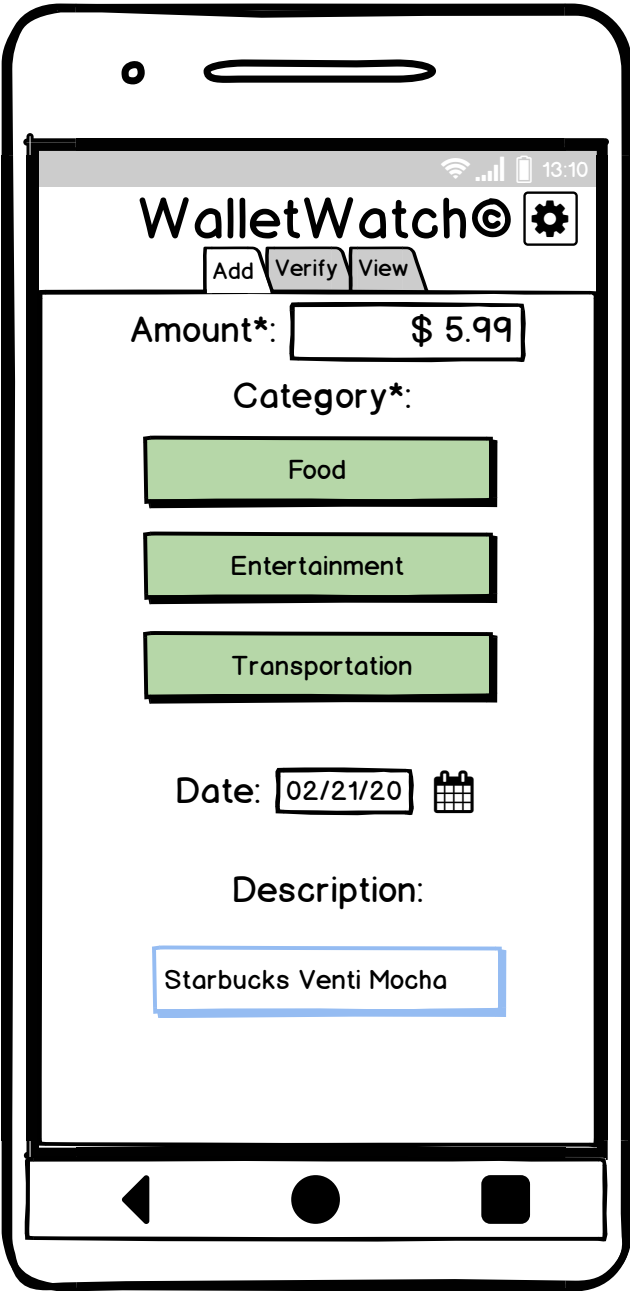 13:10
WalletWatch©
Add Verify View
Amount*: $ 5.99
Category*:
Food
Entertainment
Transportation
Date: 02/21/20
Description:
Starbucks Venti Mocha